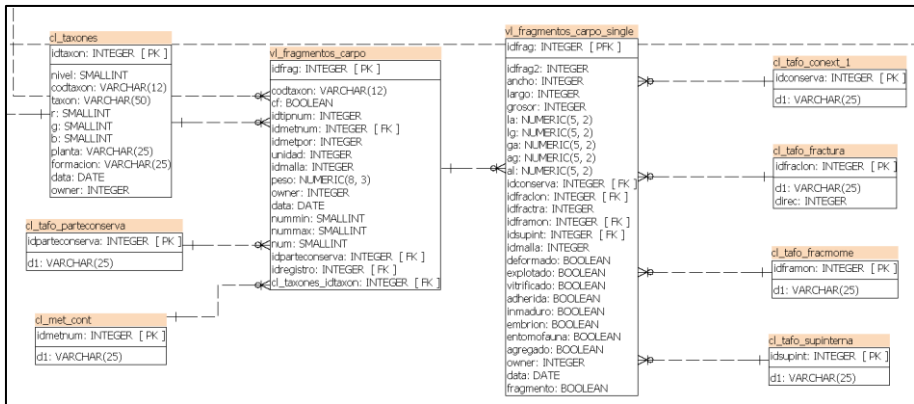 cl_taxones
idtaxon: INTEGER [ PK ]
nivel: SMALLINT
codtaxon: VARCHAR(12)
taxon: VARCHAR(50)
r: SMALLINT
g: SMALLINT
b: SMALLINT
planta: VARCHAR(25)
formacion: VARCHAR(25)
data: DATE
owner: INTEGER
cl_tafo_parteconserva
idparteconserva: INTEGER [ PK ]
d1: VARCHAR(25)
cl_met_cont
idmetnum: INTEGER [ PK ]
d1: VARCHAR(25)
vl_fragmentos_carpo
idfrag: INTEGER [ PK ]
codtaxon: VARCHAR(12)
cf: BOOLEAN
idtipnum: INTEGER
idmetnum: INTEGER [ FK ]
idmetpor: INTEGER
unidad: INTEGER
idmalla: INTEGER
peso: NUMERIC(8, 3)
owner: INTEGER
data: DATE
nummin: SMALLINT
nummax: SMALLINT
num: SMALLINT
idparteconserva: INTEGER [ FK ]
idregistro: INTEGER [ FK ]
cl_taxones_idtaxon: INTEGER [ FK ]
vl_fragmentos_carpo_single
idfrag: INTEGER [ PFK ]
idfrag2: INTEGER
ancho: INTEGER
largo: INTEGER
grosor: INTEGER
la: NUMERIC(5, 2)
lg: NUMERIC(5, 2)
ga: NUMERIC(5, 2)
ag: NUMERIC(5, 2)
al: NUMERIC(5, 2)
idconserva: INTEGER [ FK ]
idfraclon: INTEGER [ FK ]
idfractra: INTEGER
idframon: INTEGER [ FK ]
idsupint: INTEGER [ FK ]
idmalla: INTEGER
deformado: BOOLEAN
explotado: BOOLEAN
vitrificado: BOOLEAN
adherida: BOOLEAN
inmaduro: BOOLEAN
embrion: BOOLEAN
entomofauna: BOOLEAN
agregado: BOOLEAN
owner: INTEGER
data: DATE
fragmento: BOOLEAN
cl_tafo_conext_1
idconserva: INTEGER [ PK ]
d1: VARCHAR(25)
cl_tafo_fractura
idfraclon: INTEGER [ PK ]
d1: VARCHAR(25)
direc: INTEGER
cl_tafo_fracmome
idframon: INTEGER [ PK ]
d1: VARCHAR(25)
cl_tafo_supinterna
idsupint: INTEGER [ PK ]
d1: VARCHAR(25)